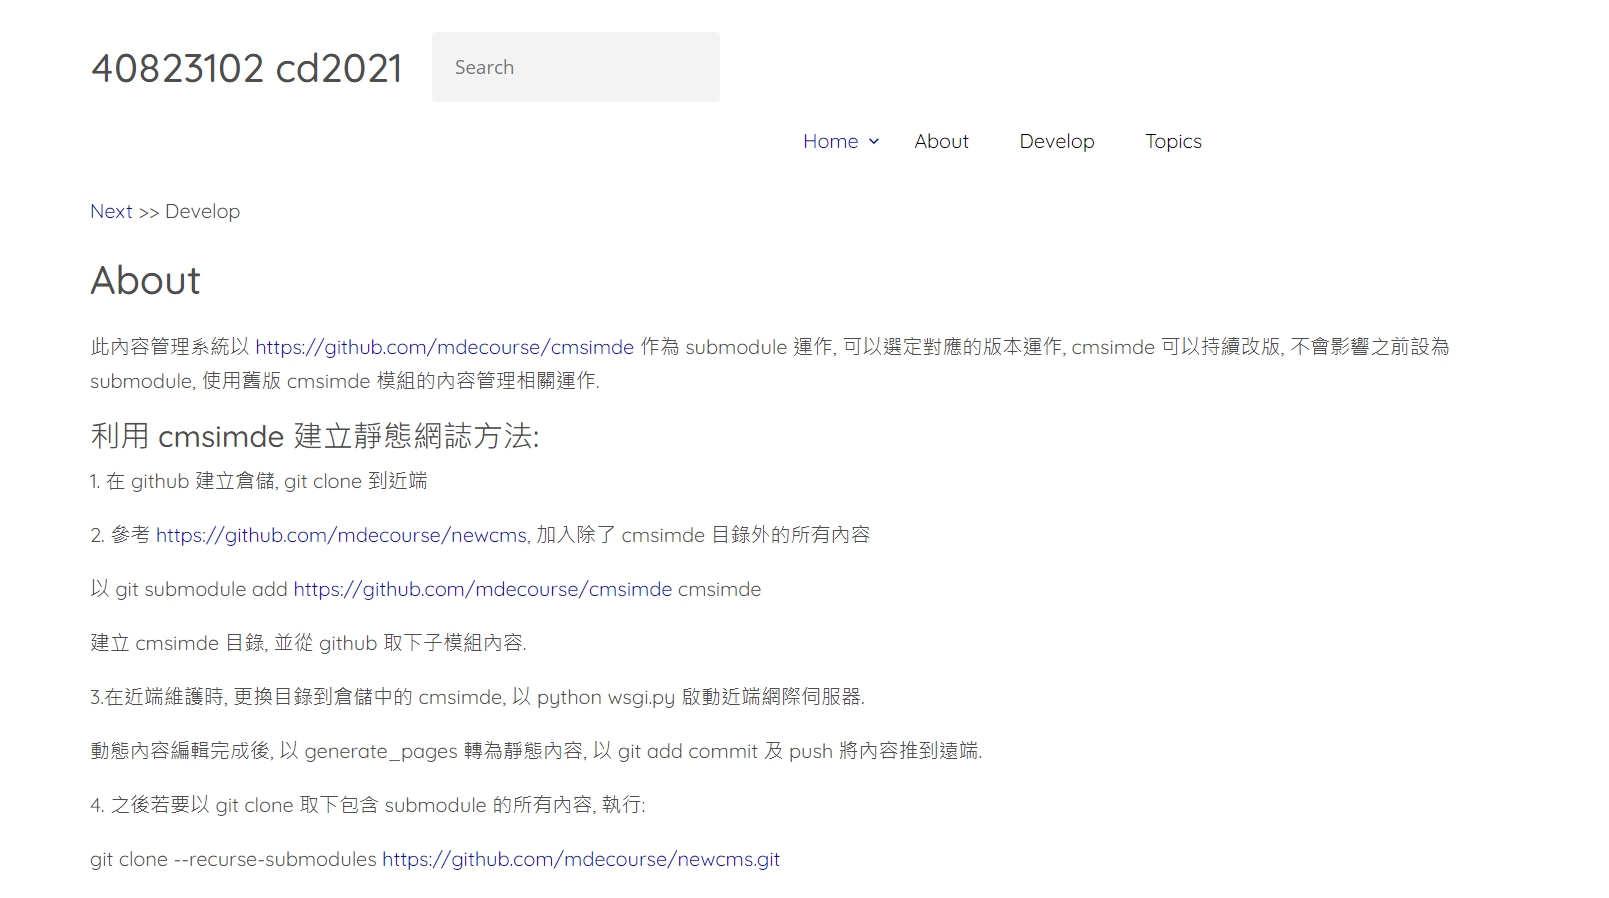 40823102 cd2021
Search
Home
About
Develop
Topics
Next >> Develop
About
此內容管理系統以 https://github.com/mdecourse/cmsimde 作為 submodule 運作, 可以選定對應的版本運作, cmsimde 可以持續改版, 不會影響之前設為
submodule, 使用舊版 cmsimde 模組的內容管理相關運作.
利用 cmsimde 建立靜態網誌方法:
1. 在 github 建立倉儲, git clone 到近端
2. 參考 https://github.com/mdecourse/newcms, 加入除了 cmsimde 目錄外的所有內容
以 git submodule add https://github.com/mdecourse/cmsimde cmsimde
建立 cmsimde 目錄, 並從 github 取下子模組內容.
3.在近端維護時, 更換目錄到倉儲中的 cmsimde, 以 python wsgi.py 啟動近端網際伺服器.
動態內容編輯完成後, 以 generate_pages 轉為靜態內容, 以 git add commit 及 push 將內容推到遠端.
4. 之後若要以 git clone 取下包含 submodule 的所有內容, 執行:
git clone --recurse-submodules https://github.com/mdecourse/newcms.git